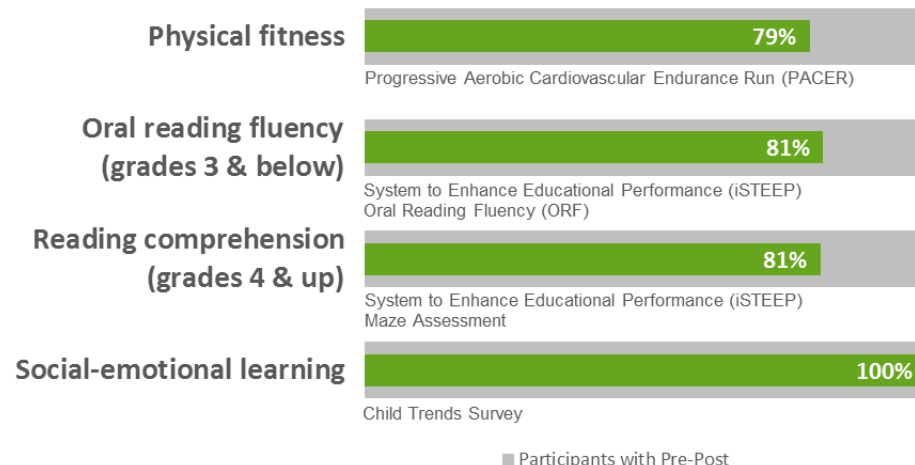 Physical fitness
79%
Progressive Aerobic Cardiovascular Endurance Run (PACER)
Oral reading fluency
(grades 3 & below)
81%
System to Enhance Educational Performance (iSTEEP)
Oral Reading Fluency (ORF)
Reading comprehension
(grades 4 & up)
81%
System to Enhance Educational Performance (iSTEEP)
Maze Assessment
Social-emotional learning
100%
Child Trends Survey
Participants with Pre-Post